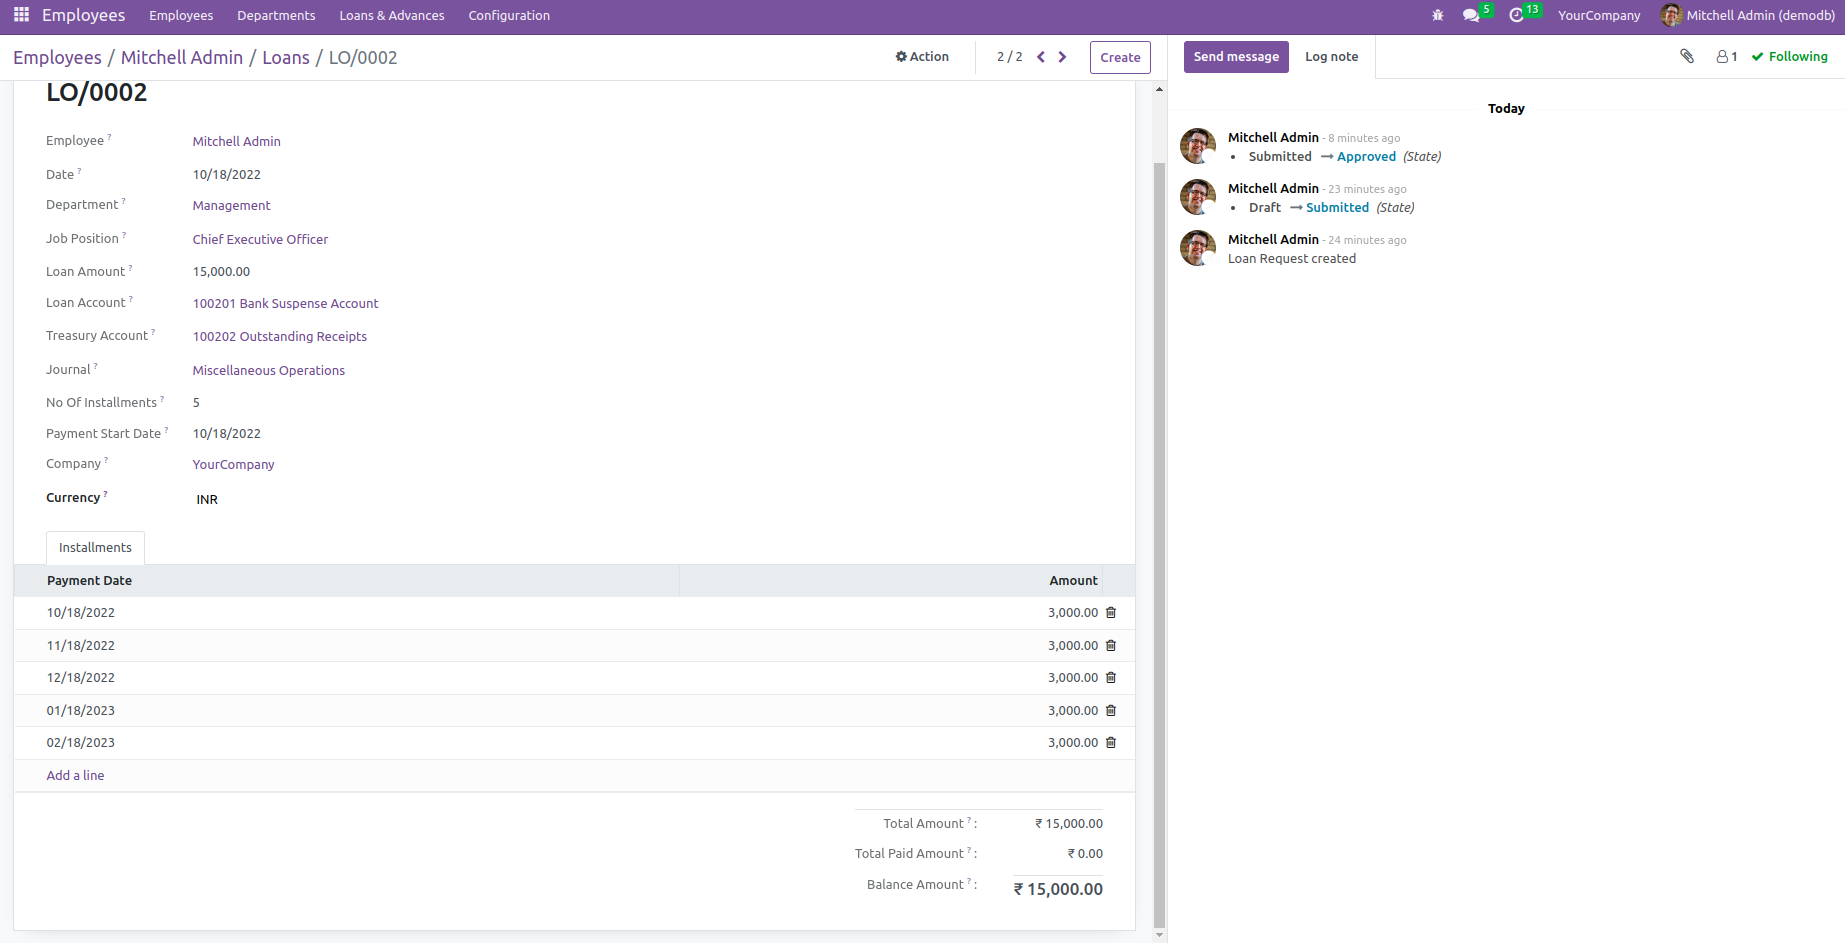 Employees Employees Departments Loans & Advances Configuration 5 13 YourCompany Mitchell Admin (demodb)
Employees / Mitchell Admin / Loans / LO/0002 Action 2 / 2 Create Send message Log note 1 Following
LO/0002
Employee ? Mitchell Admin
Date ? 10/18/2022
Department ? Management
Job Position ? Chief Executive Officer
Loan Amount ? 15,000.00
Loan Account ? 100201 Bank Suspense Account
Treasury Account ? 100202 Outstanding Receipts
Journal ? Miscellaneous Operations
No Of Installments ? 5
Payment Start Date ? 10/18/2022
Company ? YourCompany
Currency ? INR
Installments
Payment Date Amount
10/18/2022 3,000.00
11/18/2022 3,000.00
12/18/2022 3,000.00
01/18/2023 3,000.00
02/18/2023 3,000.00
Add a line
Total Amount ? : ₹ 15,000.00
Total Paid Amount ? : ₹ 0.00
Balance Amount ? : ₹ 15,000.00
Today
Mitchell Admin - 8 minutes ago
• Submitted → Approved (State)
Mitchell Admin - 23 minutes ago
• Draft → Submitted (State)
Mitchell Admin - 24 minutes ago
Loan Request created